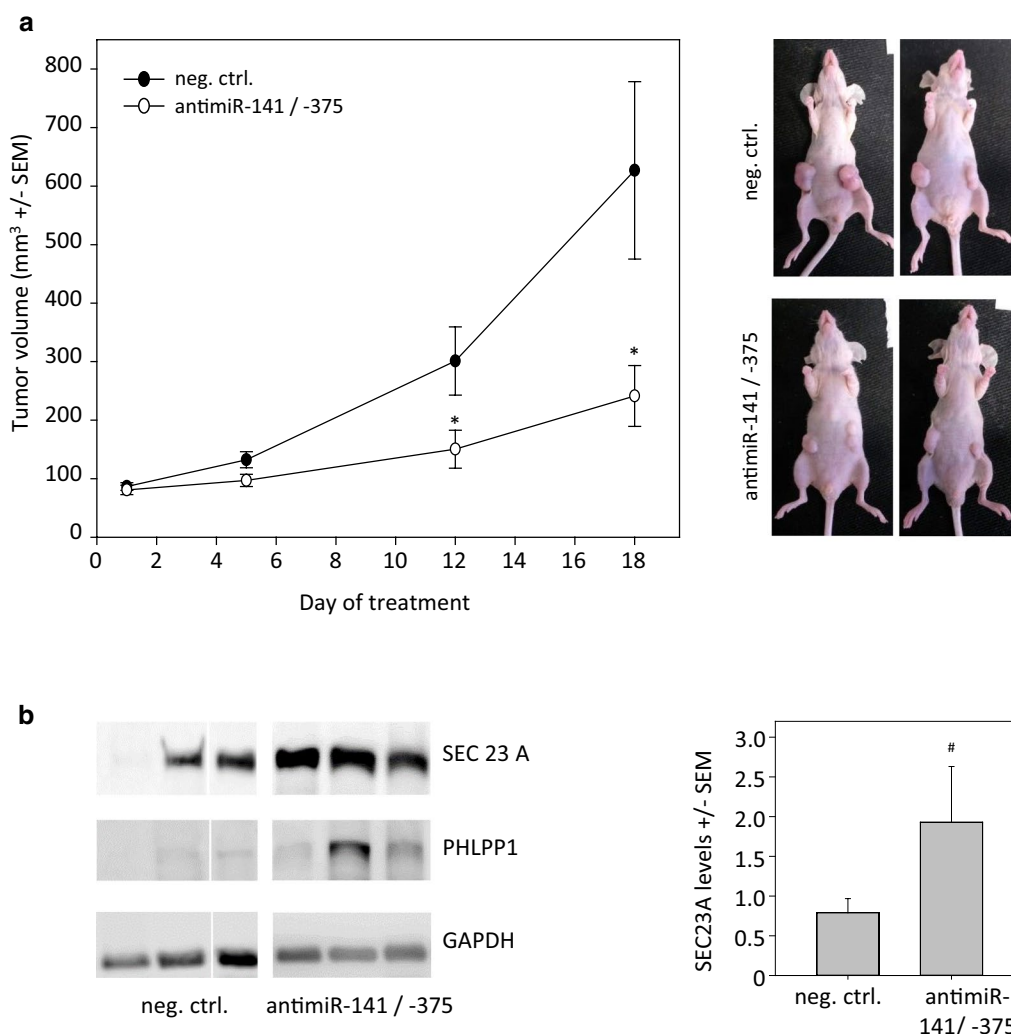 a
Tumor volume (mm³ +/- SEM)
800
700
600
500
400
300
200
100
0
neg. ctrl.
antimiR-141 / -375
*
*
0 2 4 6 8 10 12 14 16 18
Day of treatment
neg. ctrl.
antimiR-141 / -375
b
SEC 23 A
PHLPP1
GAPDH
neg. ctrl. antimiR-141 / -375
SEC23A levels +/- SEM
3.0
2.5
2.0
1.5
1.0
0.5
0
#
neg. ctrl. antimiR-
141/ -375